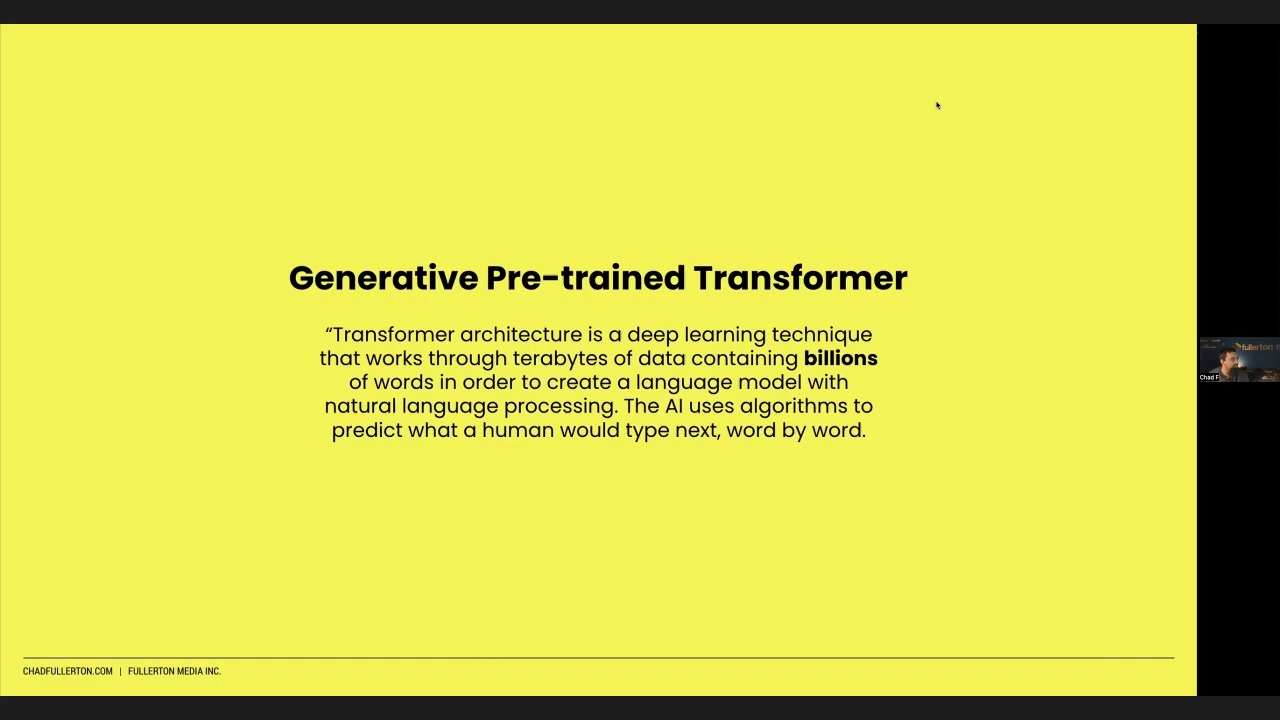 Generative Pre-trained Transformer
“Transformer architecture is a deep learning technique
that works through terabytes of data containing billions
of words in order to create a language model with
natural language processing. The AI uses algorithms to
predict what a human would type next, word by word.
fullerton
Chad F
CHADFULLERTON.COM | FULLERTON MEDIA INC.